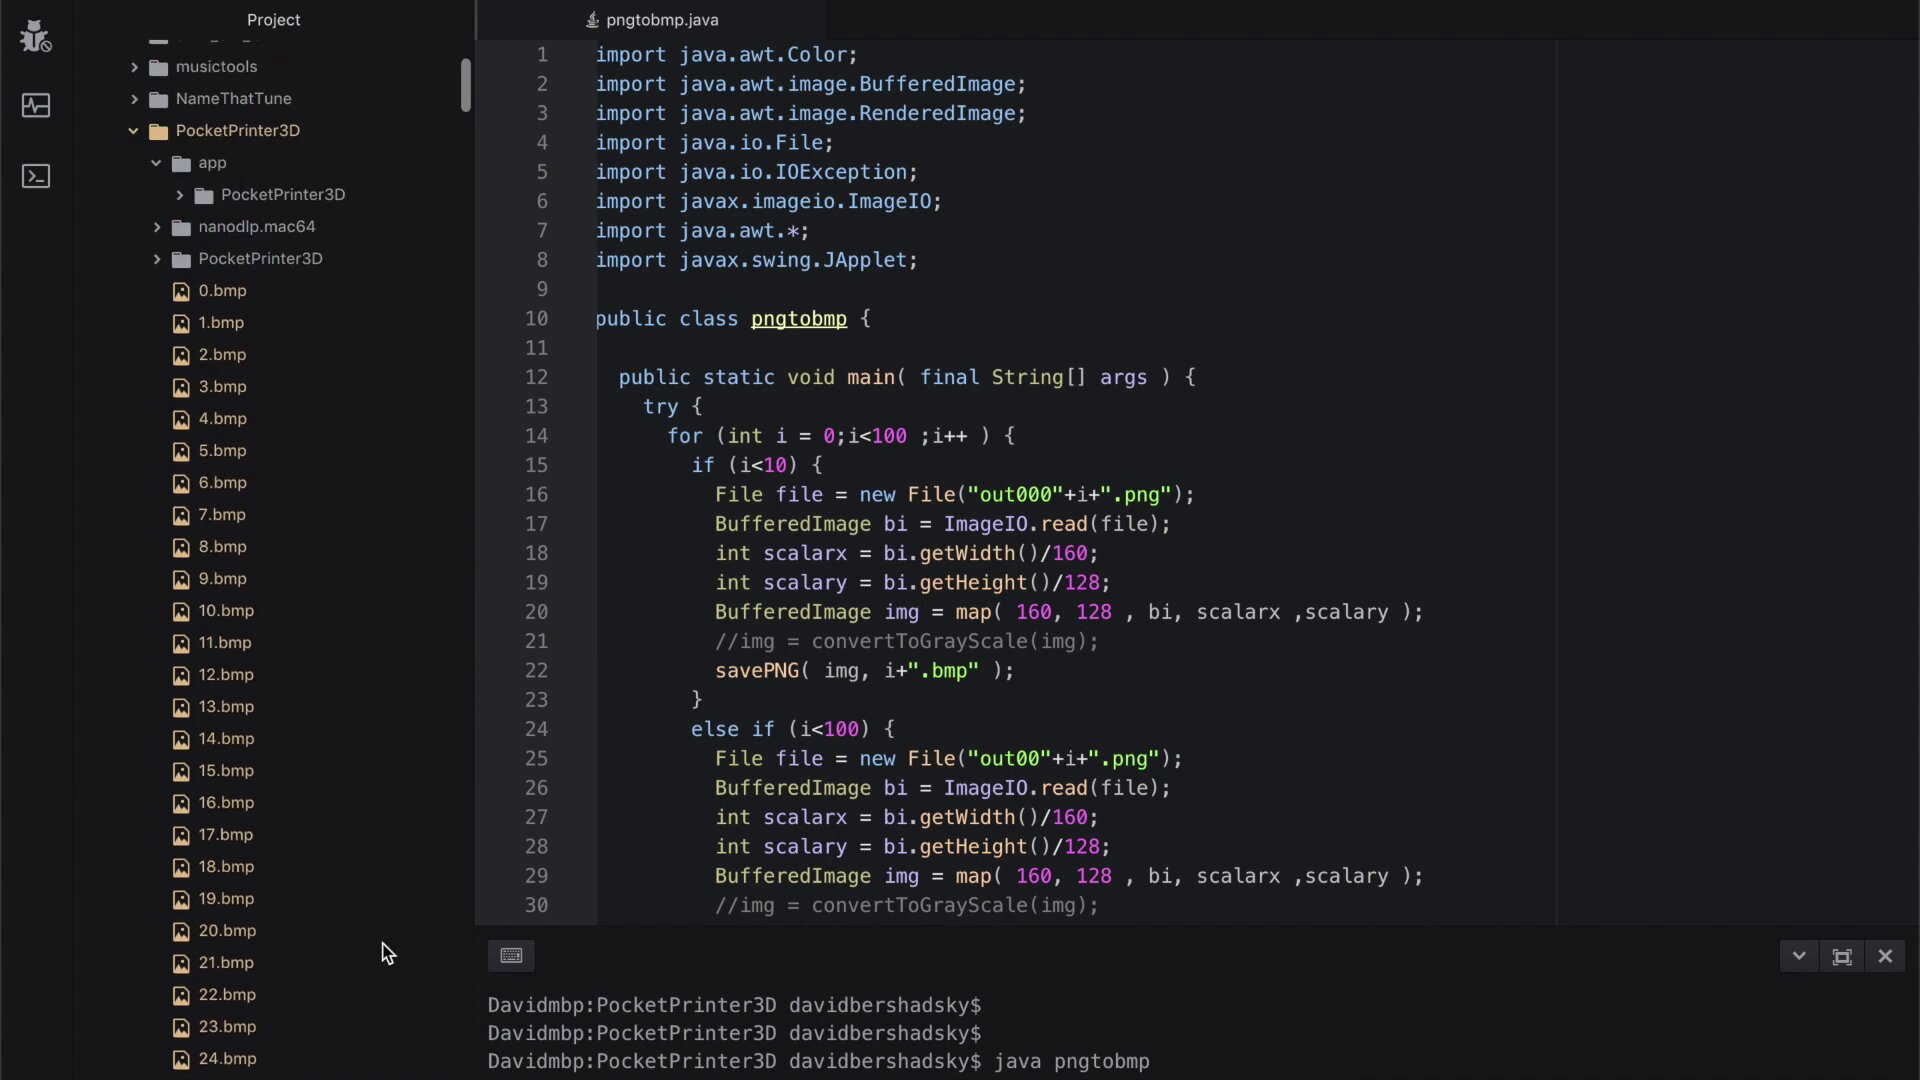 Project
musictools
NameThatTune
PocketPrinter3D
app
PocketPrinter3D
nanodlp.mac64
PocketPrinter3D
0.bmp
1.bmp
2.bmp
3.bmp
4.bmp
5.bmp
6.bmp
7.bmp
8.bmp
9.bmp
10.bmp
11.bmp
12.bmp
13.bmp
14.bmp
15.bmp
16.bmp
17.bmp
18.bmp
19.bmp
20.bmp
21.bmp
22.bmp
23.bmp
24.bmp
pngtobmp.java
1 import java.awt.Color;
2 import java.awt.image.BufferedImage;
3 import java.awt.image.RenderedImage;
4 import java.io.File;
5 import java.io.IOException;
6 import javax.imageio.ImageIO;
7 import java.awt.*;
8 import javax.swing.JApplet;
9
10 public class pngtobmp {
11
12 public static void main( final String[] args ) {
13 try {
14 for (int i = 0;i<100 ;i++ ) {
15 if (i<10) {
16 File file = new File("out000"+i+".png");
17 BufferedImage bi = ImageIO.read(file);
18 int scalarx = bi.getWidth()/160;
19 int scalary = bi.getHeight()/128;
20 BufferedImage img = map( 160, 128 , bi, scalarx ,scalary );
21 //img = convertToGrayScale(img);
22 savePNG( img, i+".bmp" );
23 }
24 else if (i<100) {
25 File file = new File("out00"+i+".png");
26 BufferedImage bi = ImageIO.read(file);
27 int scalarx = bi.getWidth()/160;
28 int scalary = bi.getHeight()/128;
29 BufferedImage img = map( 160, 128 , bi, scalarx ,scalary );
30 //img = convertToGrayScale(img);
Davidmbp:PocketPrinter3D davidbershadsky$
Davidmbp:PocketPrinter3D davidbershadsky$
Davidmbp:PocketPrinter3D davidbershadsky$ java pngtobmp